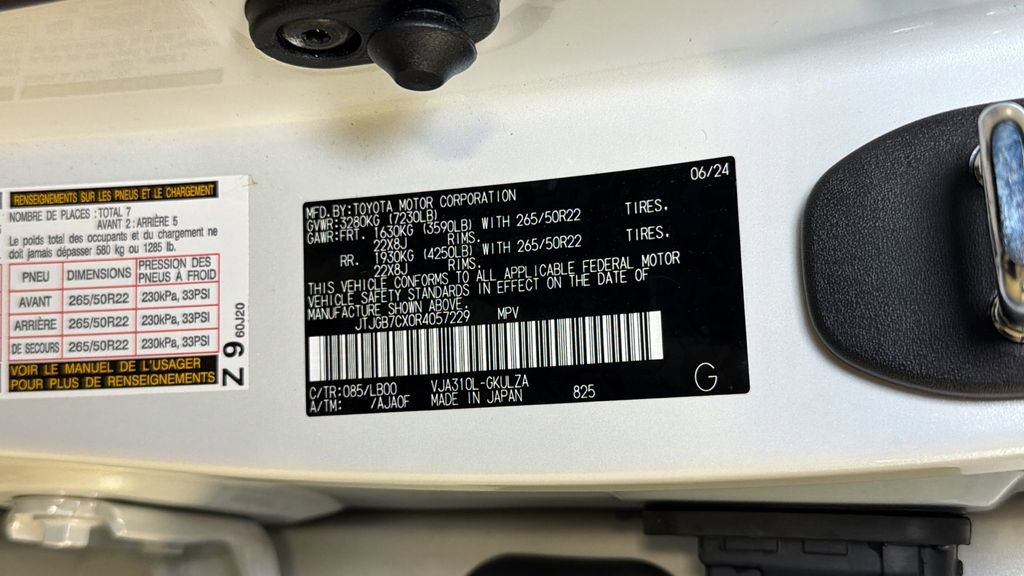 RENSEIGNEMENTS SUR LES PNEUS ET LE CHARGEMENT
NOMBRE DE PLACES : TOTAL 7
AVANT 2 : ARRIÈRE 5
Le poids total des occupants et du chargement ne
doit jamais dépasser 580 kg ou 1285 lb.
PNEU DIMENSIONS PRESSION DES PNEUS À FROID
AVANT 265/50R22 230kPa, 33PSI
ARRIÈRE 265/50R22 230kPa, 33PSI
DE SECOURS 265/50R22 230kPa, 33PSI
VOIR LE MANUEL DE L'USAGER
POUR PLUS DE RENSEIGNEMENTS
Z 9 60J20
06/24
MFD.BY:TOYOTA MOTOR CORPORATION
GVWR:3280KG (7230LB)
GAWR:FRT. 1630KG (3590LB) WITH 265/50R22 TIRES.
22X8J RIMS.
RR. 1930KG (4250LB) WITH 265/50R22 TIRES.
22X8J RIMS.
THIS VEHICLE CONFORMS TO ALL APPLICABLE FEDERAL MOTOR
VEHICLE SAFETY STANDARDS IN EFFECT ON THE DATE OF
MANUFACTURE SHOWN ABOVE.
JTJGB7CX0R4057229 MPV
C/TR:085/LB00 VJA310L-GKULZA
A/TM: /AJA0F MADE IN JAPAN 825
G